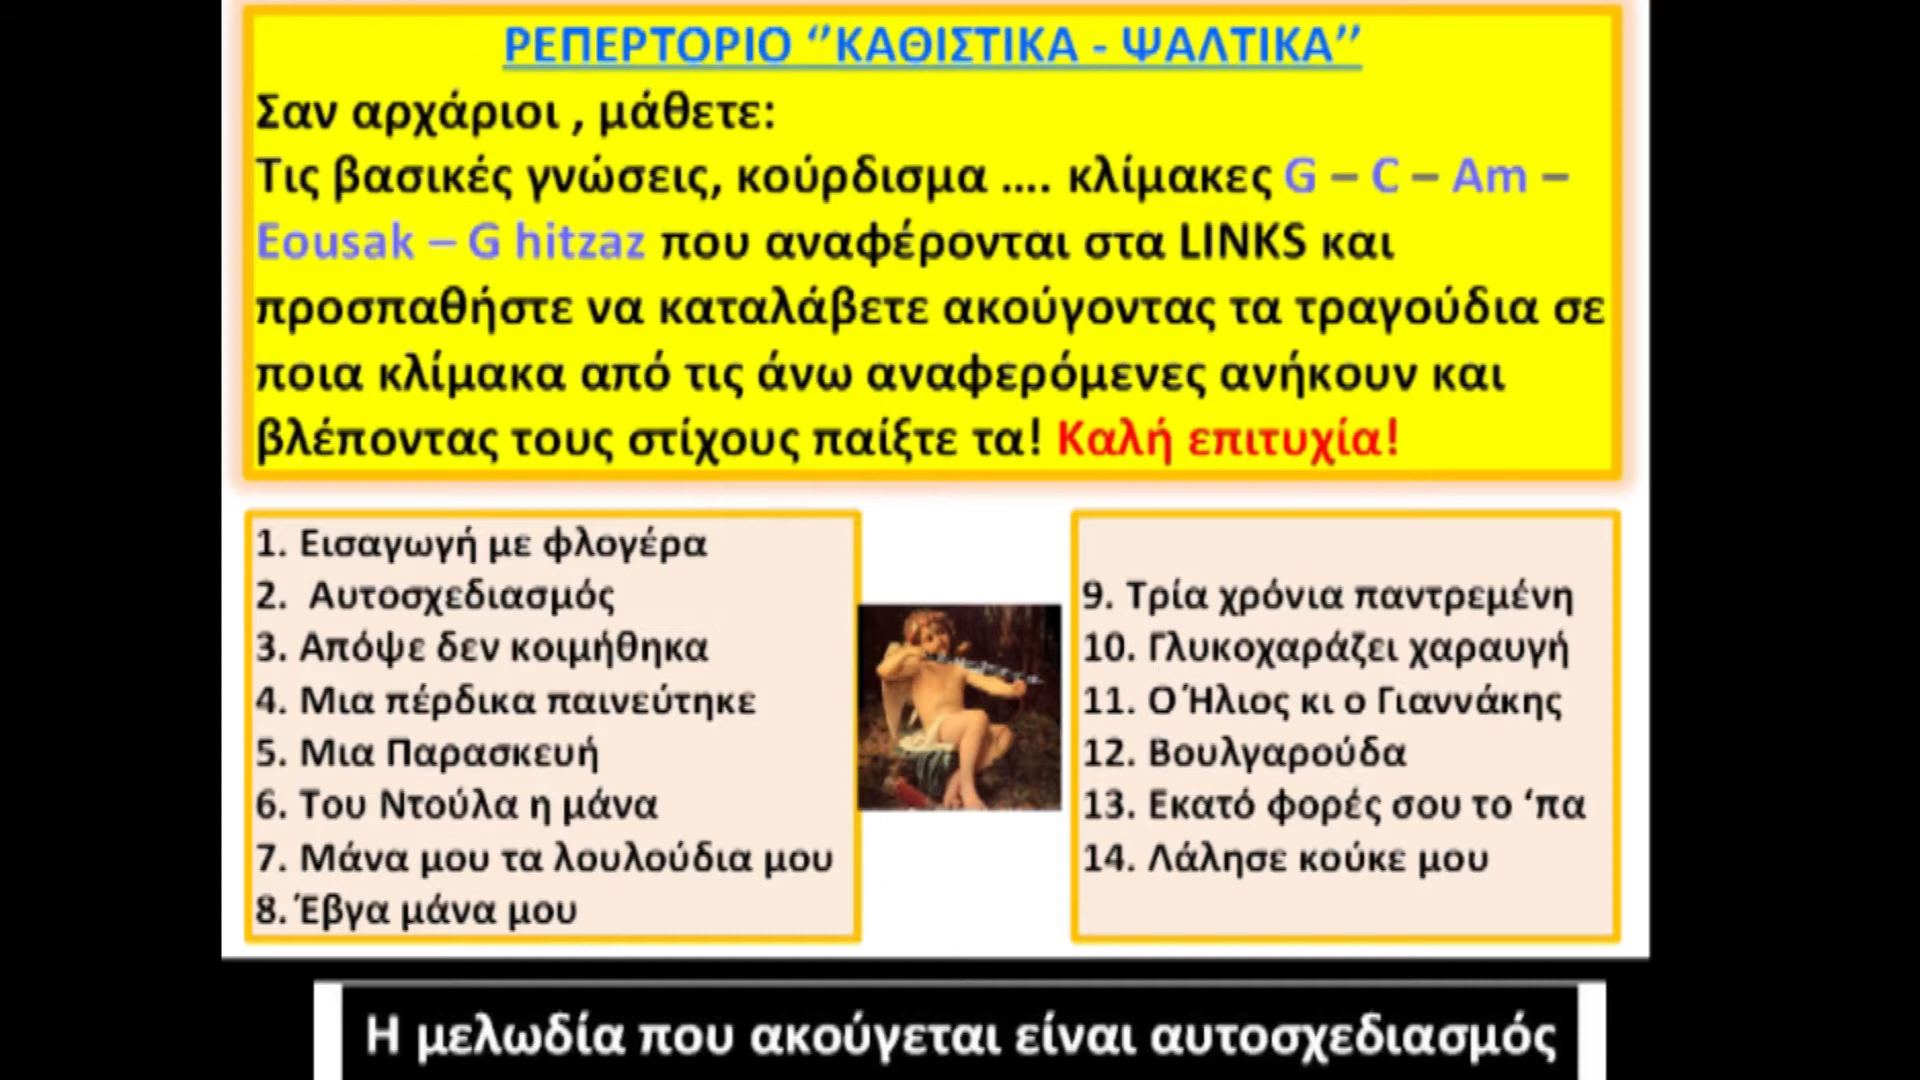 ΡΕΠΕΡΤΟΡΙΟ ‘’ΚΑΘΙΣΤΙΚΑ - ΨΑΛΤΙΚΑ’’
Σαν αρχάριοι , μάθετε:
Τις βασικές γνώσεις, κούρδισμα .... κλίμακες G – C – Am –
Eousak – G hitzaz που αναφέρονται στα LINKS και
προσπαθήστε να καταλάβετε ακούγοντας τα τραγούδια σε
ποια κλίμακα από τις άνω αναφερόμενες ανήκουν και
βλέποντας τους στίχους παίξτε τα! Καλή επιτυχία!
1. Εισαγωγή με φλογέρα
2. Αυτοσχεδιασμός
3. Απόψε δεν κοιμήθηκα
4. Μια πέρδικα παινεύτηκε
5. Μια Παρασκευή
6. Του Ντούλα η μάνα
7. Μάνα μου τα λουλούδια μου
8. Έβγα μάνα μου
9. Τρία χρόνια παντρεμένη
10. Γλυκοχαράζει χαραυγή
11. Ο Ήλιος κι ο Γιαννάκης
12. Βουλγαρούδα
13. Εκατό φορές σου το ‘πα
14. Λάλησε κούκε μου
Η μελωδία που ακούγεται είναι αυτοσχεδιασμός